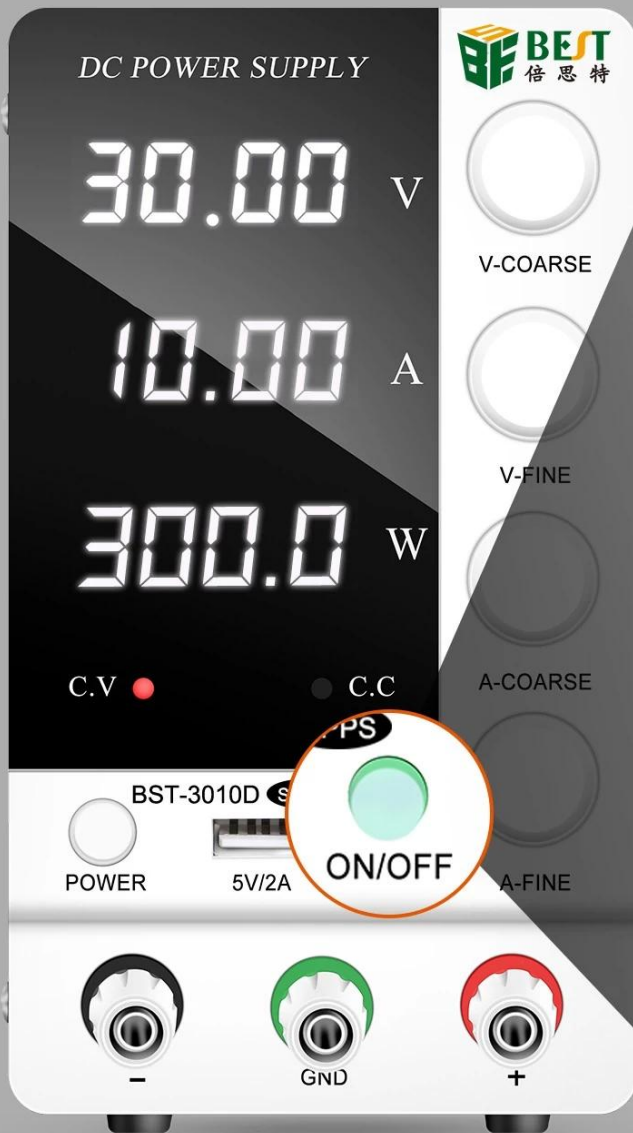 DC POWER SUPPLY
BEST
倍思特
30.00 V
V-COARSE
10.00 A
V-FINE
300.0 W
C.V
C.C
A-COARSE
BST-3010D
PPS
POWER
5V/2A
ON/OFF
A-FINE
-
GND
+